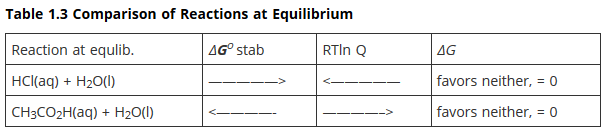 Table 1.3 Comparison of Reactions at Equilibrium
Reaction at equlib. ΔGº stab RTln Q ΔG
HCl(aq) + H₂O(l) —————> <————— favors neither, = 0
CH3CO₂H(aq) + H₂O(l) <————- ————-> favors neither, = 0